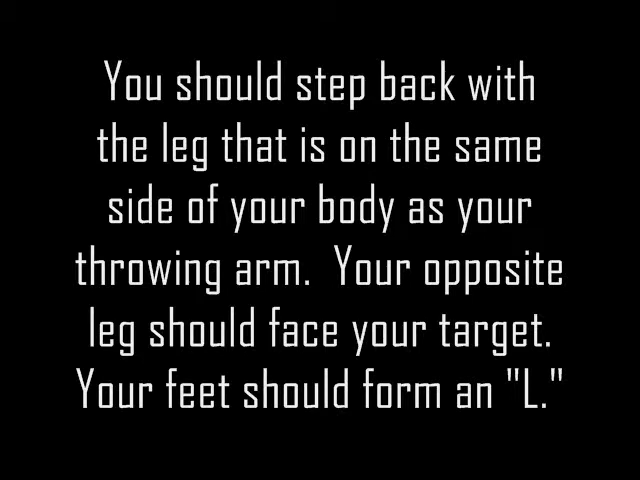 You should step back with
the leg that is on the same
side of your body as your
throwing arm.  Your opposite
leg should face your target.
Your feet should form an "L."